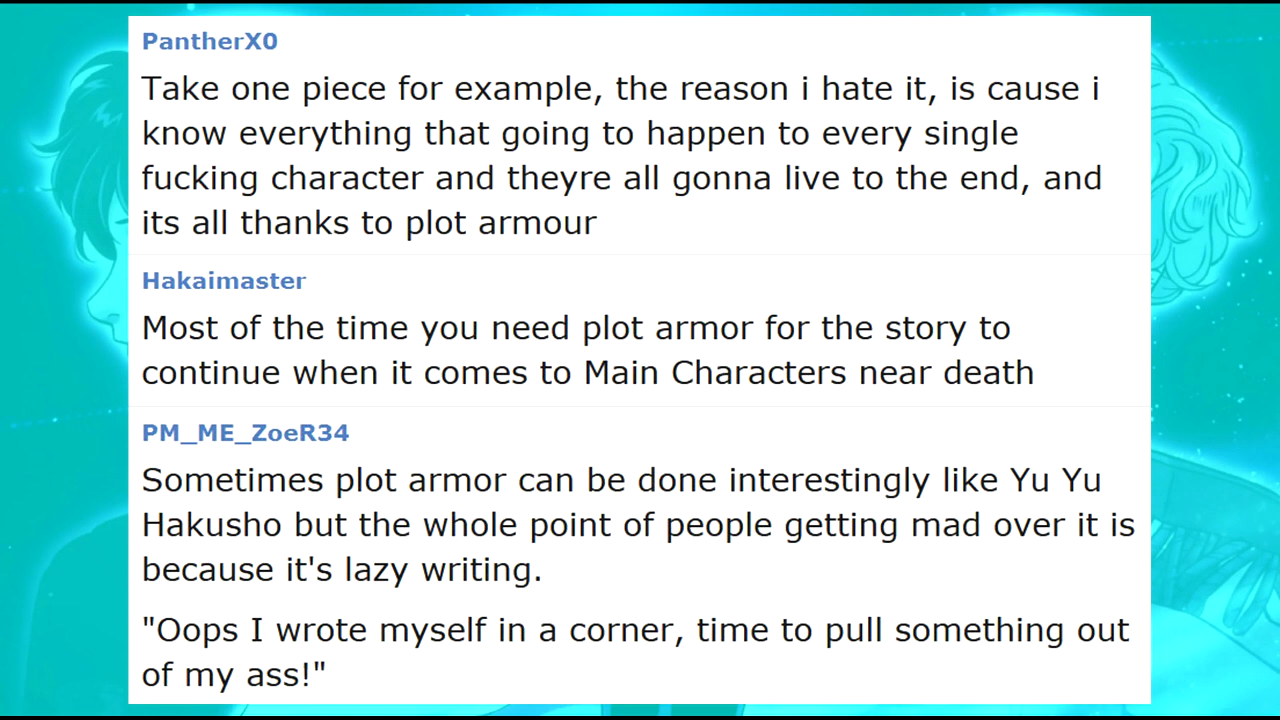 PantherX0
Take one piece for example, the reason i hate it, is cause i
know everything that going to happen to every single
fucking character and theyre all gonna live to the end, and
its all thanks to plot armour
Hakaimaster
Most of the time you need plot armor for the story to
continue when it comes to Main Characters near death
PM_ME_ZoeR34
Sometimes plot armor can be done interestingly like Yu Yu
Hakusho but the whole point of people getting mad over it is
because it's lazy writing.
"Oops I wrote myself in a corner, time to pull something out
of my ass!"